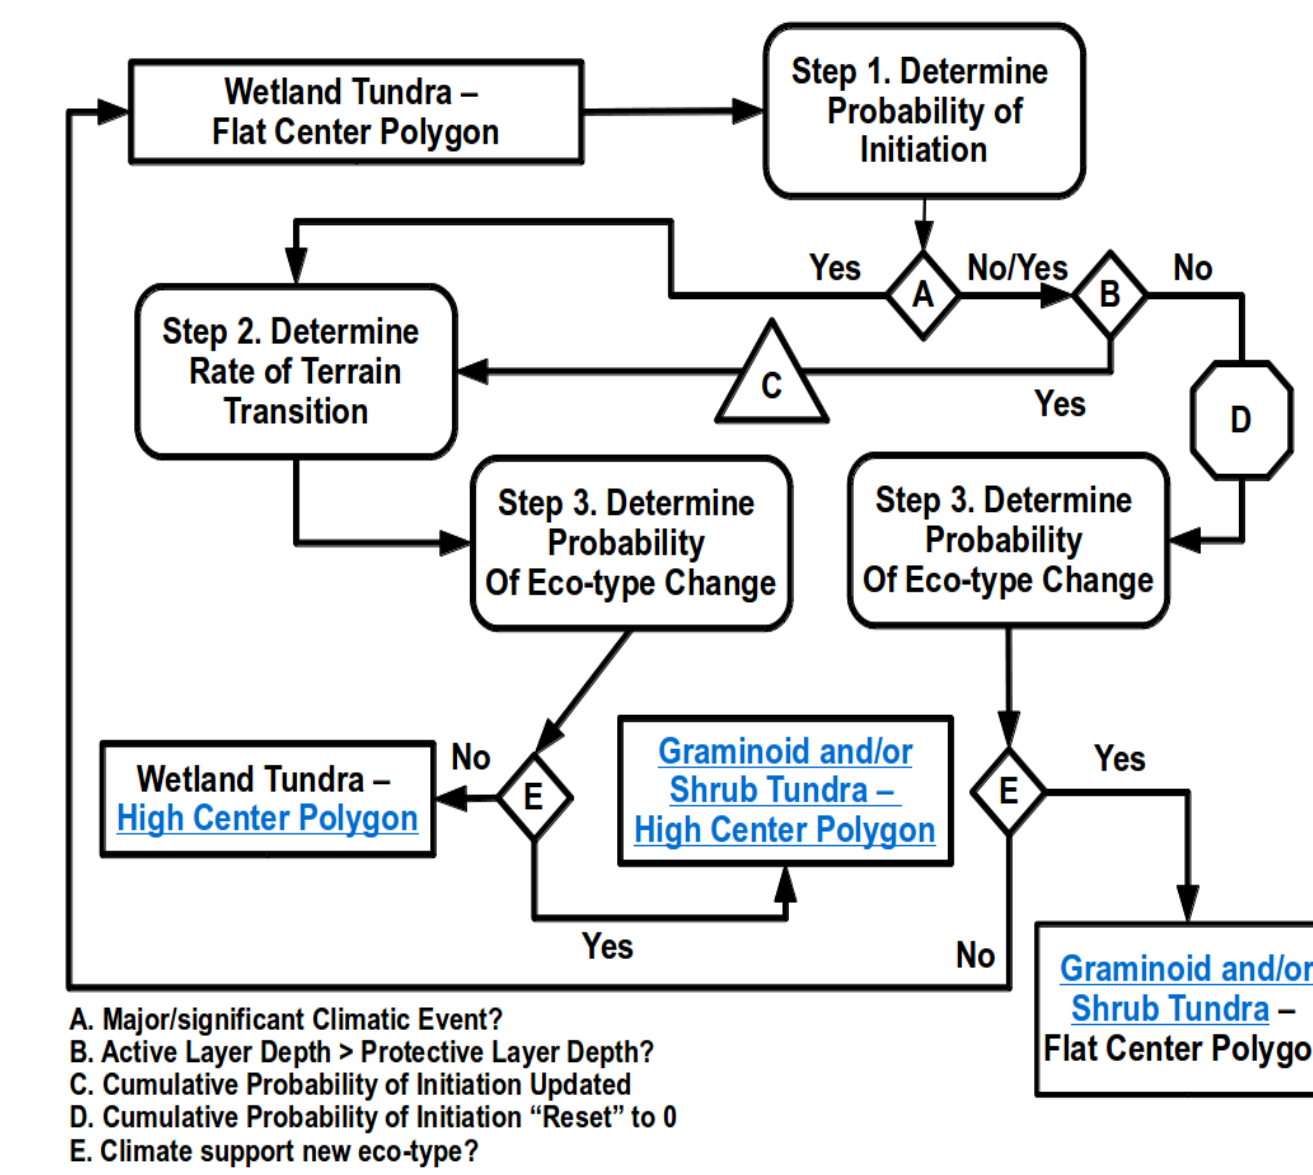 Wetland Tundra –
Flat Center Polygon
Step 1. Determine
Probability of
Initiation
Yes
A
No/Yes
B
No
Step 2. Determine
Rate of Terrain
Transition
C
Yes
D
Step 3. Determine
Probability
Of Eco-type Change
Step 3. Determine
Probability
Of Eco-type Change
Wetland Tundra –
High Center Polygon
No
E
Yes
Graminoid and/or
Shrub Tundra –
High Center Polygon
E
Yes
No
Graminoid and/or
Shrub Tundra –
Flat Center Polygo
A. Major/significant Climatic Event?
B. Active Layer Depth > Protective Layer Depth?
C. Cumulative Probability of Initiation Updated
D. Cumulative Probability of Initiation “Reset” to 0
E. Climate support new eco-type?